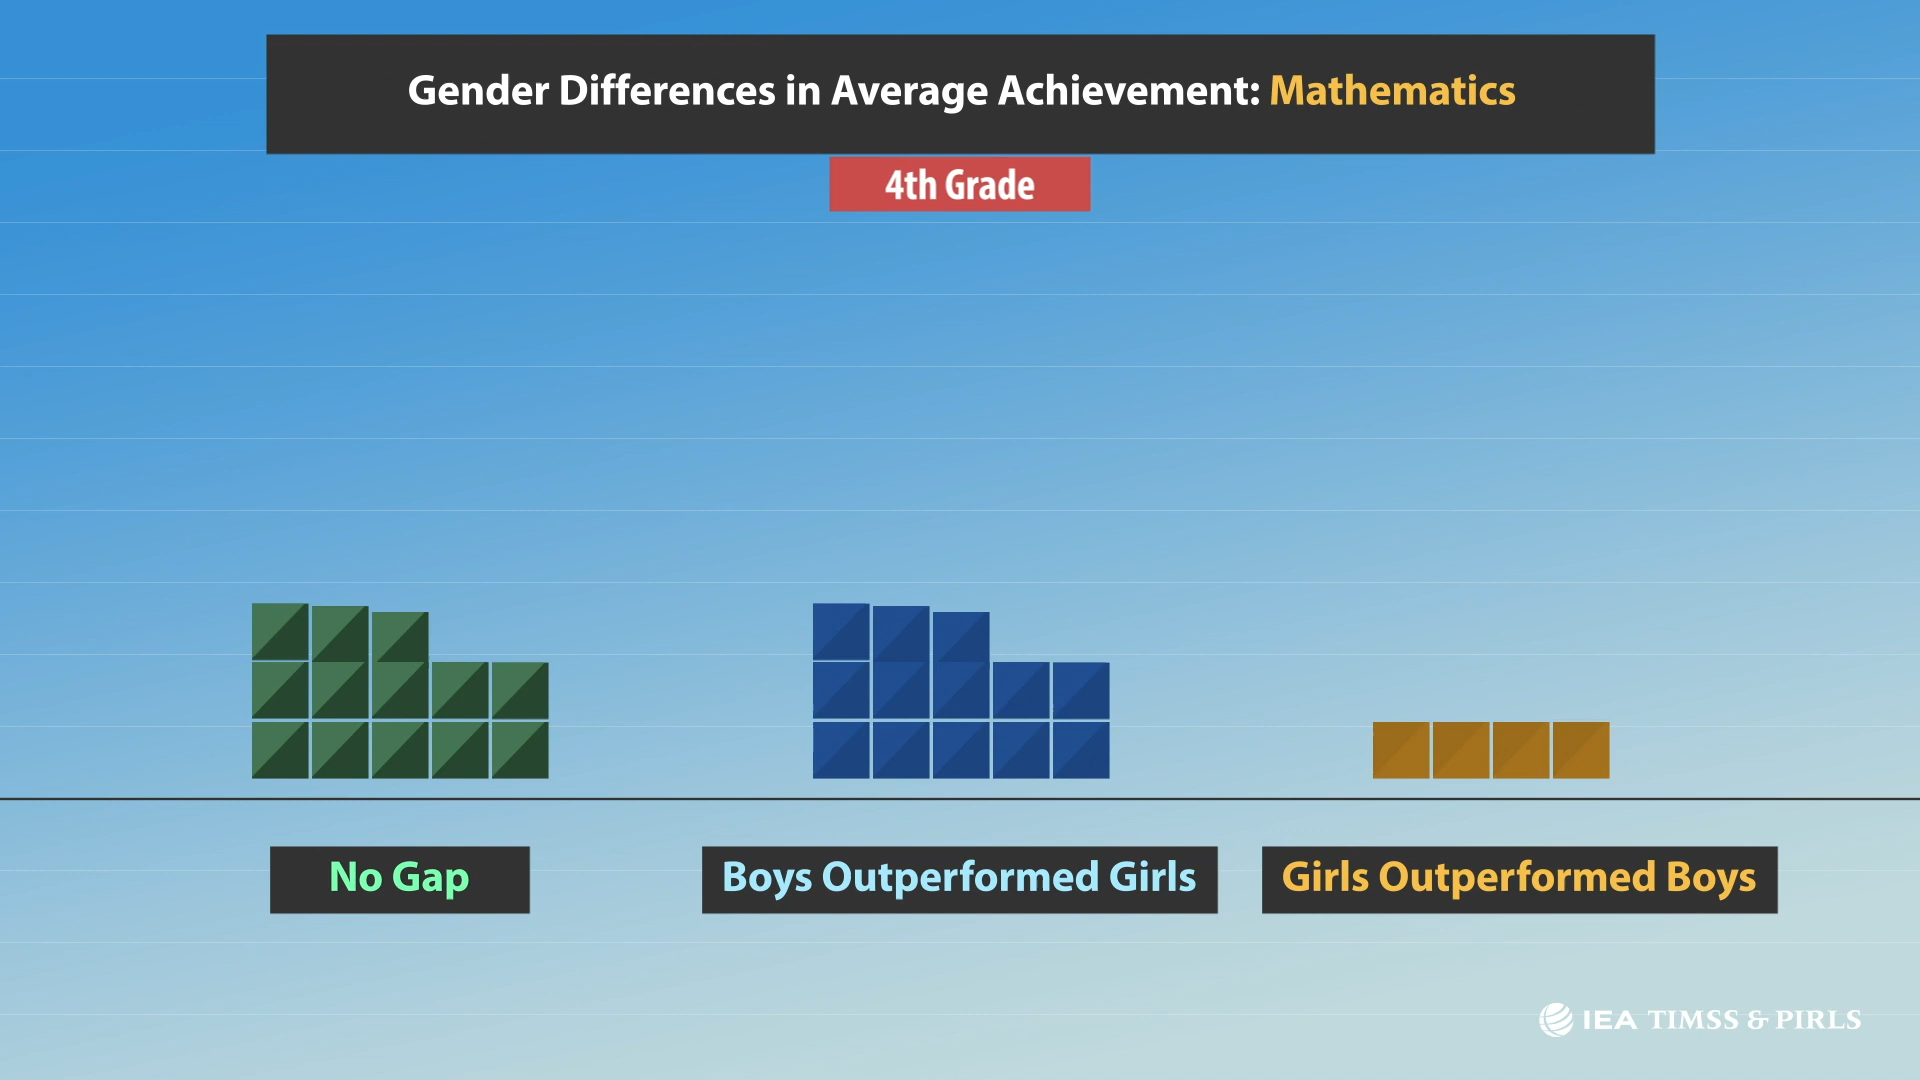 Gender Differences in Average Achievement: Mathematics
4th Grade
No Gap
Boys Outperformed Girls
Girls Outperformed Boys
IEA TIMSS & PIRLS